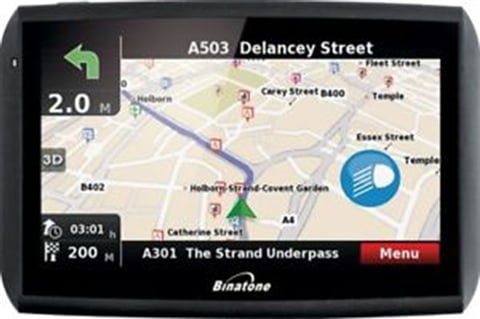 A503 Delancey Street
2.0 M
Fleet Street
Carey Street
B400
Temple
Holborn
Essex Street
3D
Temple
B402
Holborn-Strand-Covent Garden
A4
03:01 h
Catherine Street
200 M
A301 The Strand Underpass
Menu
Binatone